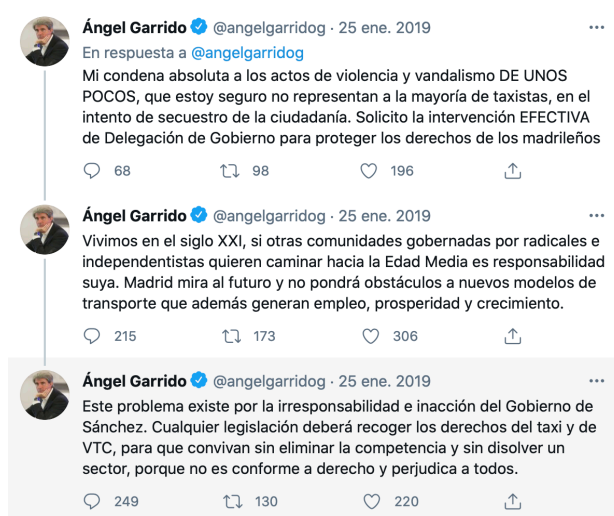 Ángel Garrido @angelgarridog · 25 ene. 2019
En respuesta a @angelgarridog
Mi condena absoluta a los actos de violencia y vandalismo DE UNOS
POCOS, que estoy seguro no representan a la mayoría de taxistas, en el
intento de secuestro de la ciudadanía. Solicito la intervención EFECTIVA
de Delegación de Gobierno para proteger los derechos de los madrileños
68 98 196
Ángel Garrido @angelgarridog · 25 ene. 2019
Vivimos en el siglo XXI, si otras comunidades gobernadas por radicales e
independentistas quieren caminar hacia la Edad Media es responsabilidad
suya. Madrid mira al futuro y no pondrá obstáculos a nuevos modelos de
transporte que además generan empleo, prosperidad y crecimiento.
215 173 306
Ángel Garrido @angelgarridog · 25 ene. 2019
Este problema existe por la irresponsabilidad e inacción del Gobierno de
Sánchez. Cualquier legislación deberá recoger los derechos del taxi y de
VTC, para que convivan sin eliminar la competencia y sin disolver un
sector, porque no es conforme a derecho y perjudica a todos.
249 130 220